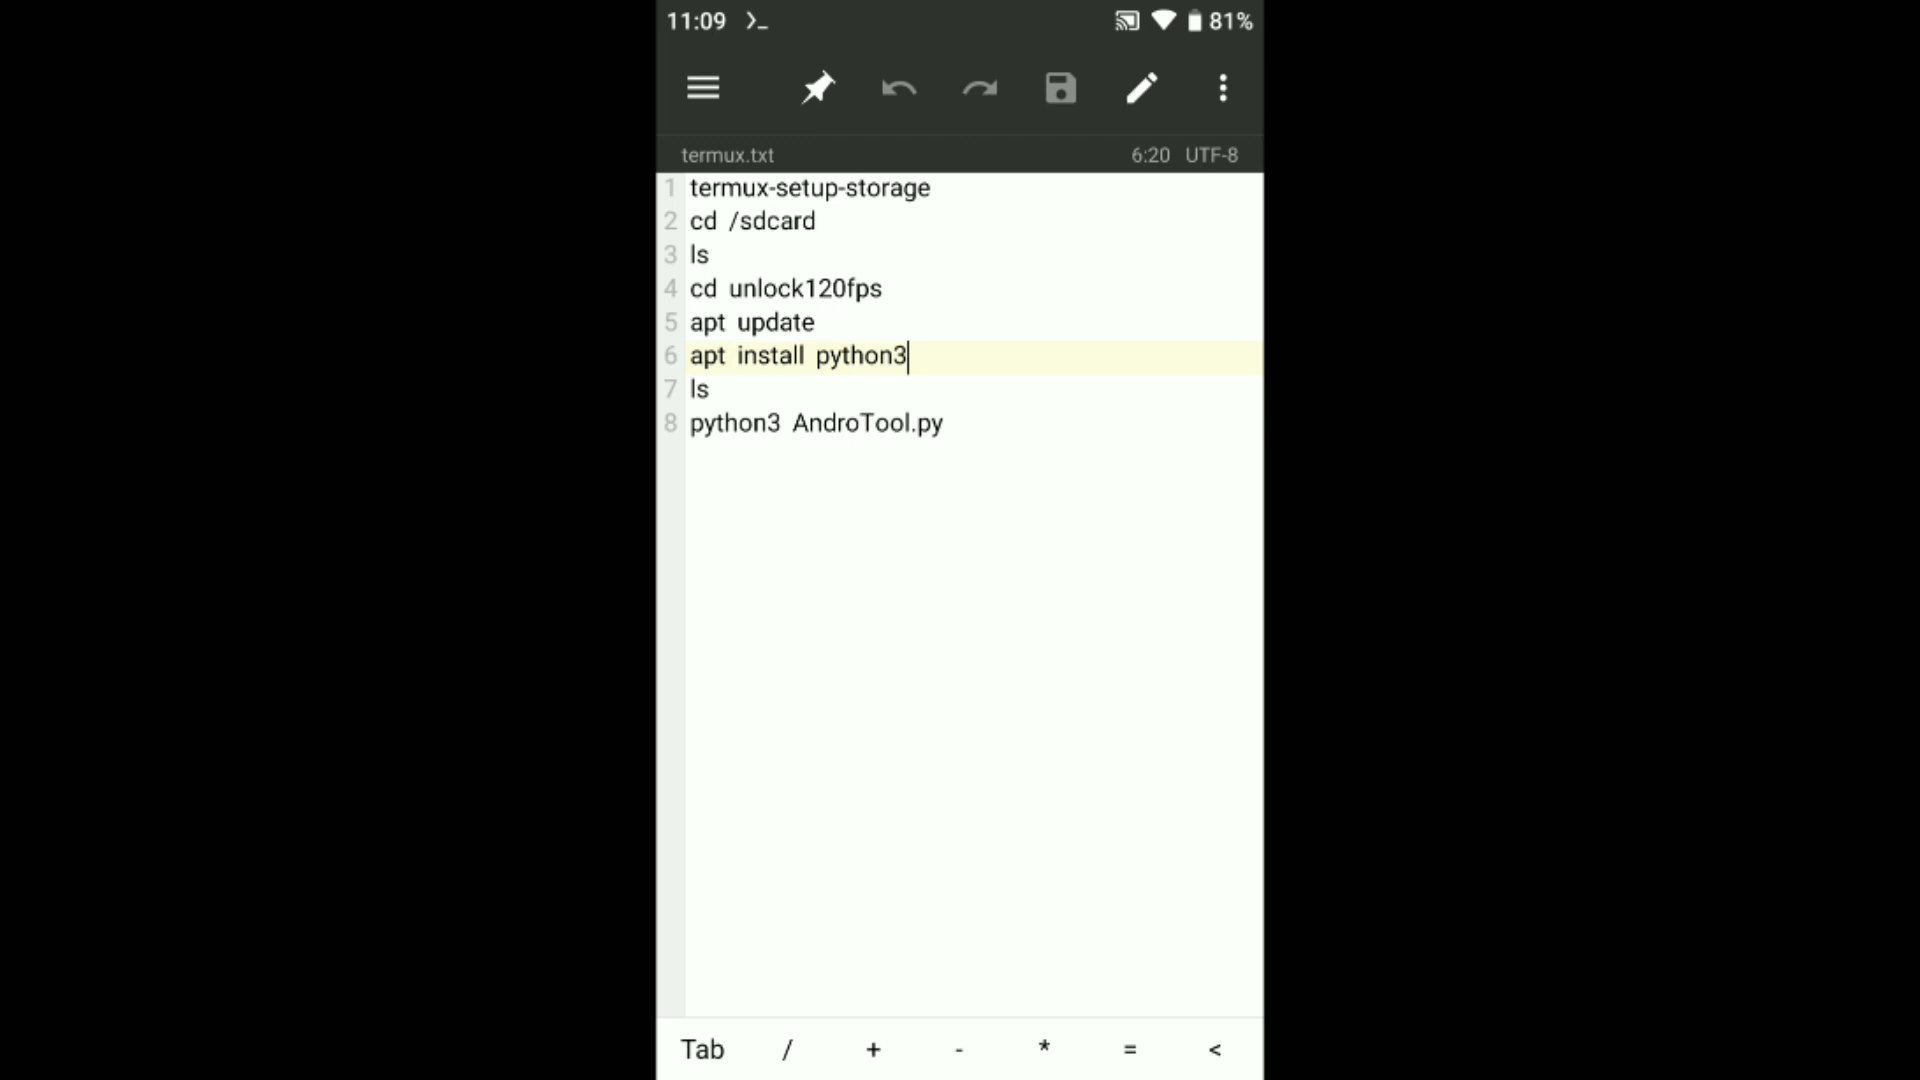 11:09 81%
termux.txt 6:20 UTF-8
1 termux-setup-storage
2 cd /sdcard
3 ls
4 cd unlock120fps
5 apt update
6 apt install python3
7 ls
8 python3 AndroTool.py
Tab / + - * = <